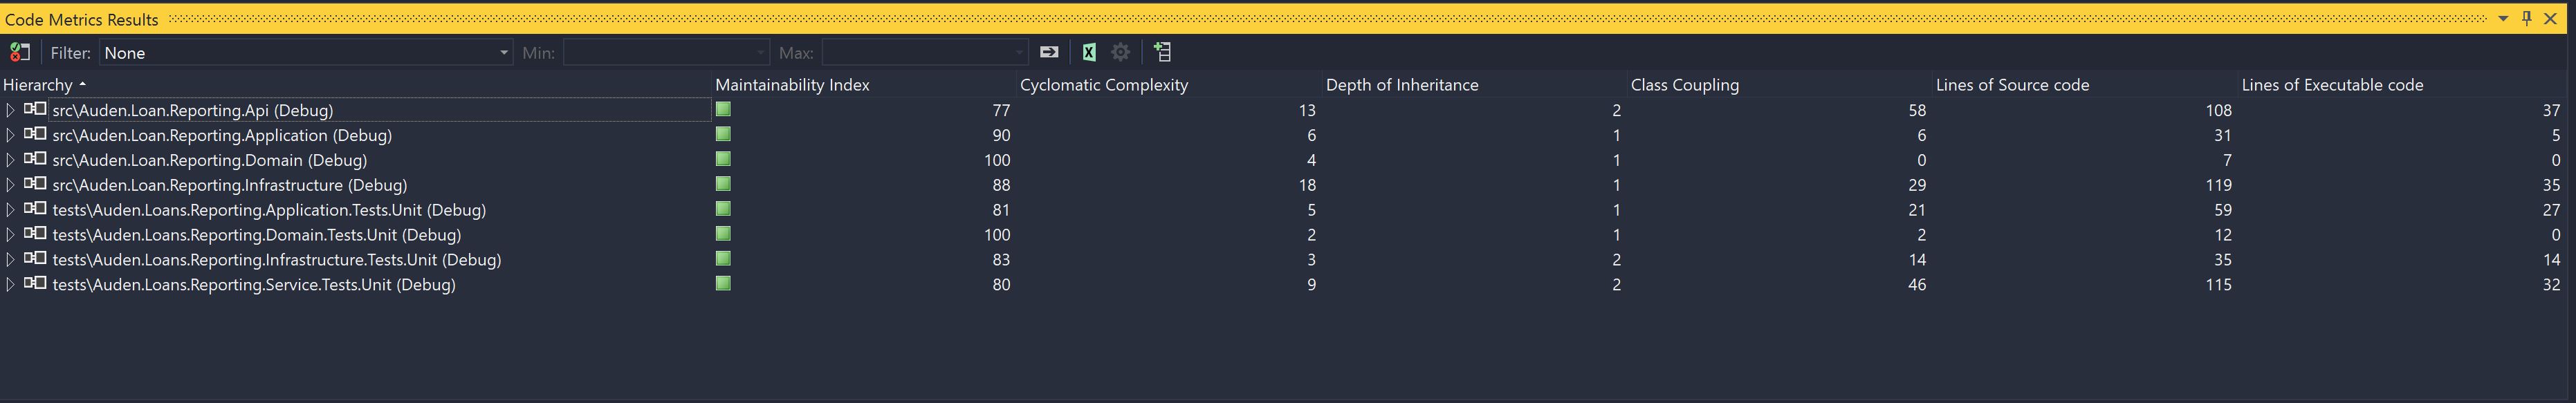 Code Metrics Results
Filter: None Min: Max:
Hierarchy Maintainability Index Cyclomatic Complexity Depth of Inheritance Class Coupling Lines of Source code Lines of Executable code
src\Auden.Loan.Reporting.Api (Debug) 77 13 2 58 108 37
src\Auden.Loan.Reporting.Application (Debug) 90 6 1 6 31 5
src\Auden.Loan.Reporting.Domain (Debug) 100 4 1 0 7 0
src\Auden.Loan.Reporting.Infrastructure (Debug) 88 18 1 29 119 35
tests\Auden.Loans.Reporting.Application.Tests.Unit (Debug) 81 5 1 21 59 27
tests\Auden.Loans.Reporting.Domain.Tests.Unit (Debug) 100 2 1 2 12 0
tests\Auden.Loans.Reporting.Infrastructure.Tests.Unit (Debug) 83 3 2 14 35 14
tests\Auden.Loans.Reporting.Service.Tests.Unit (Debug) 80 9 2 46 115 32